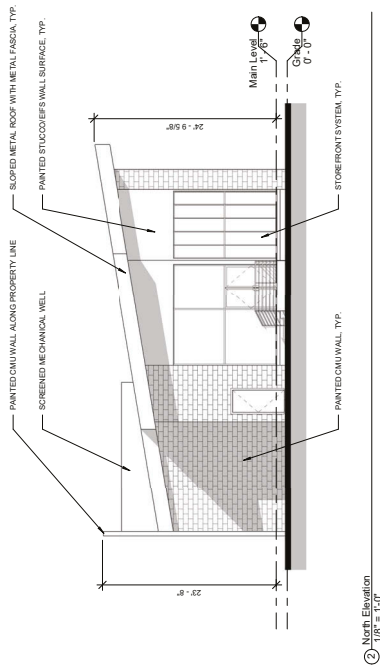 PAINTED CMU WALL ALONG PROPERTY LINE
SCREENED MECHANICAL WELL
SLOPED METAL ROOF WITH METAL FASCIA, TYP.
PAINTED STUCCO/EIFS WALL SURFACE, TYP.
23' - 8"
24' - 9 5/8"
Main Level
1' - 6"
Grade
0' - 0"
PAINTED CMU WALL, TYP.
STOREFRONT SYSTEM, TYP.
2
North Elevation
1/8" = 1'-0"